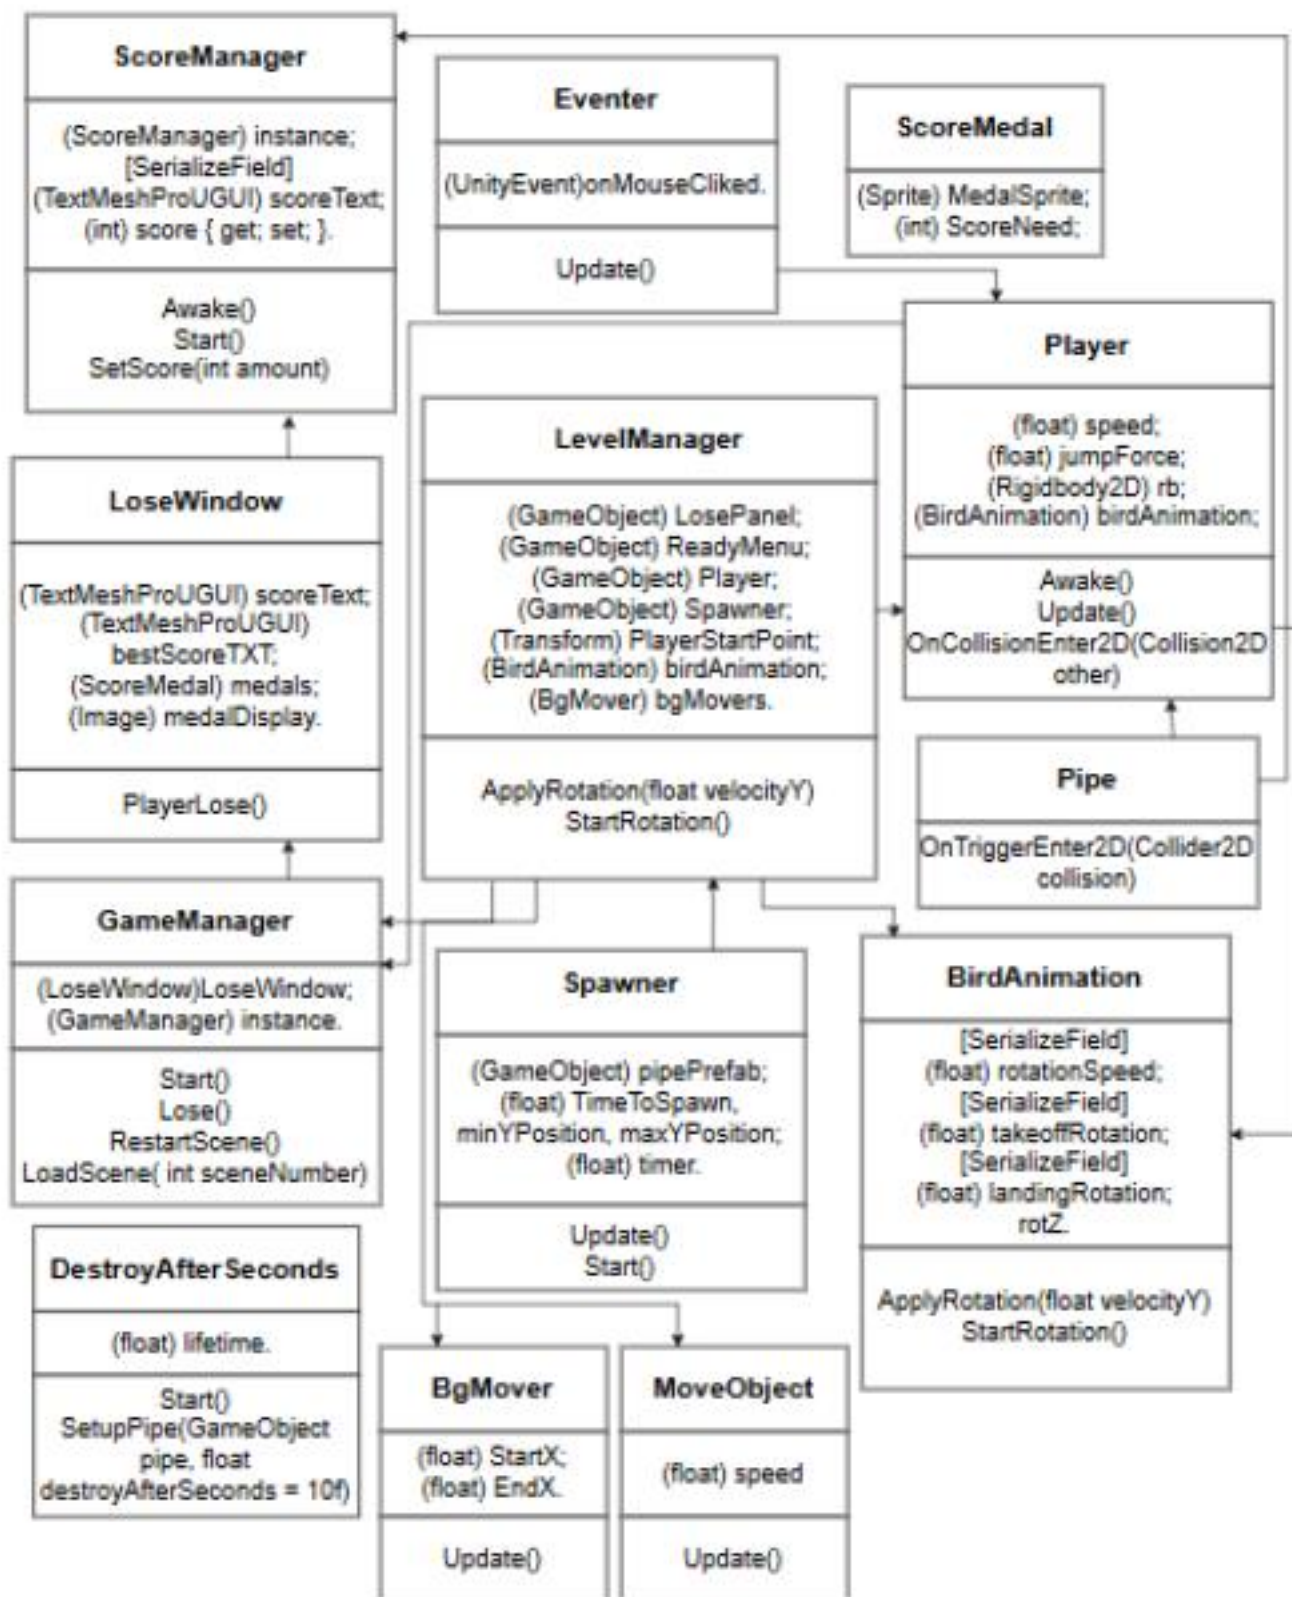 ScoreManager
(ScoreManager) instance;
[SerializeField]
(TextMeshProUGUI) scoreText;
(int) score { get; set; }.
Awake()
Start()
SetScore(int amount)
Eventer
(UnityEvent)onMouseCliked.
Update()
ScoreMedal
(Sprite) MedalSprite;
(int) ScoreNeed;
Player
(float) speed;
(float) jumpForce;
(Rigidbody2D) rb;
(BirdAnimation) birdAnimation;
Awake()
Update()
OnCollisionEnter2D(Collision2D
other)
LoseWindow
(TextMeshProUGUI) scoreText;
(TextMeshProUGUI)
bestScoreTXT;
(ScoreMedal) medals;
(Image) medalDisplay.
PlayerLose()
LevelManager
(GameObject) LosePanel;
(GameObject) ReadyMenu;
(GameObject) Player;
(GameObject) Spawner;
(Transform) PlayerStartPoint;
(BirdAnimation) birdAnimation;
(BgMover) bgMovers.
ApplyRotation(float velocityY)
StartRotation()
Pipe
OnTriggerEnter2D(Collider2D
collision)
GameManager
(LoseWindow)LoseWindow;
(GameManager) instance.
Start()
Lose()
RestartScene()
LoadScene( int sceneNumber)
Spawner
(GameObject) pipePrefab;
(float) TimeToSpawn,
minYPosition, maxYPosition;
(float) timer.
Update()
Start()
BirdAnimation
[SerializeField]
(float) rotationSpeed;
[SerializeField]
(float) takeoffRotation;
[SerializeField]
(float) landingRotation;
rotZ.
ApplyRotation(float velocityY)
StartRotation()
DestroyAfterSeconds
(float) lifetime.
Start()
SetupPipe(GameObject
pipe, float
destroyAfterSeconds = 10f)
BgMover
(float) StartX;
(float) EndX.
Update()
MoveObject
(float) speed
Update()